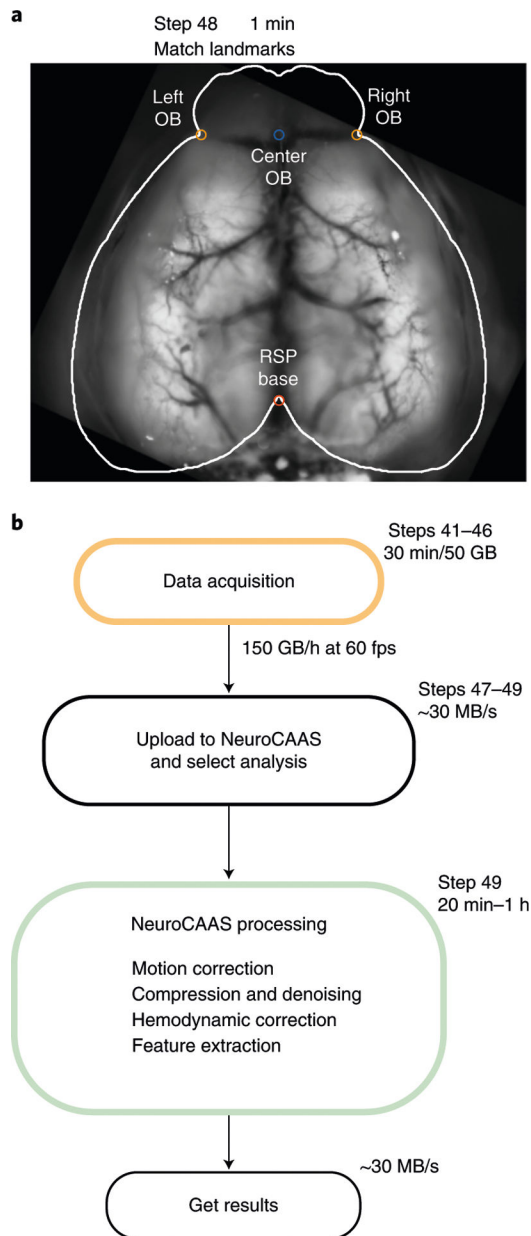 a
Step 48 1 min
Match landmarks
Left
OB
Right
OB
Center
OB
RSP
base
b
Steps 41–46
30 min/50 GB
Data acquisition
150 GB/h at 60 fps
Steps 47–49
~30 MB/s
Upload to NeuroCAAS
and select analysis
Step 49
20 min–1 h
NeuroCAAS processing
Motion correction
Compression and denoising
Hemodynamic correction
Feature extraction
~30 MB/s
Get results